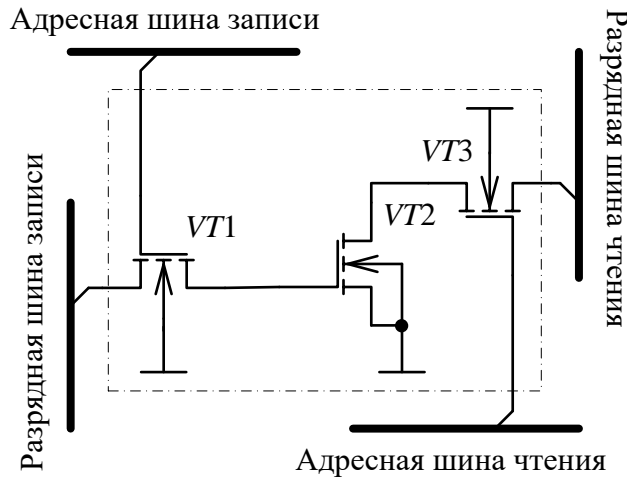 Адресная шина записи
Разрядная шина чтения
VT3
VT2
VT1
Разрядная шина записи
Адресная шина чтения